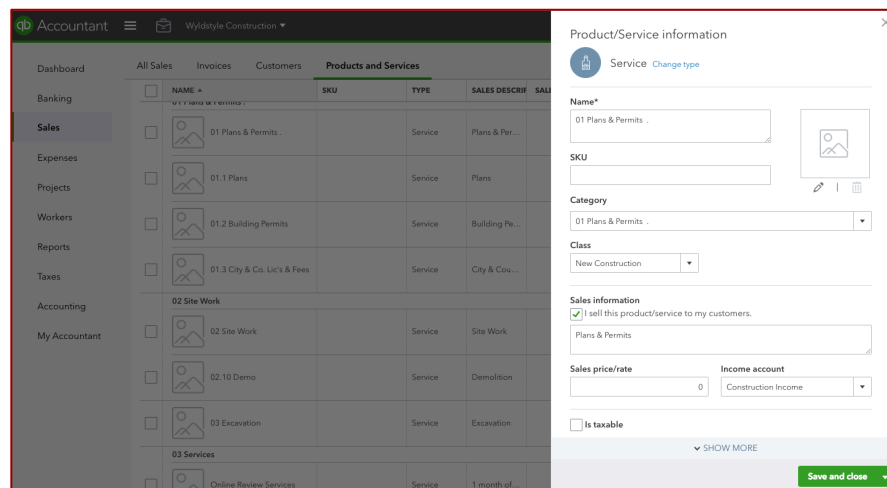 qb Accountant
Wyldstyle Construction
Dashboard
Banking
Sales
Expenses
Projects
Workers
Reports
Taxes
Accounting
My Accountant
All Sales Invoices Customers Products and Services
NAME SKU TYPE SALES DESCRIP SALE
01 Plans & Permits .
01 Plans & Permits . Service Plans & Per...
01.1 Plans Service Plans
01.2 Building Permits Service Building Pe...
01.3 City & Co. Lic's & Fees Service City & Cou...
02 Site Work
02 Site Work Service Site Work
02.10 Demo Service Demolition
03 Excavation Service Excavation
03 Services
Online Review Services Service 1 month of...
Product/Service information
Service Change type
Name*
01 Plans & Permits .
SKU
Category
01 Plans & Permits .
Class
New Construction
Sales information
I sell this product/service to my customers.
Plans & Permits
Sales price/rate Income account
0 Construction Income
Is taxable
SHOW MORE
Save and close